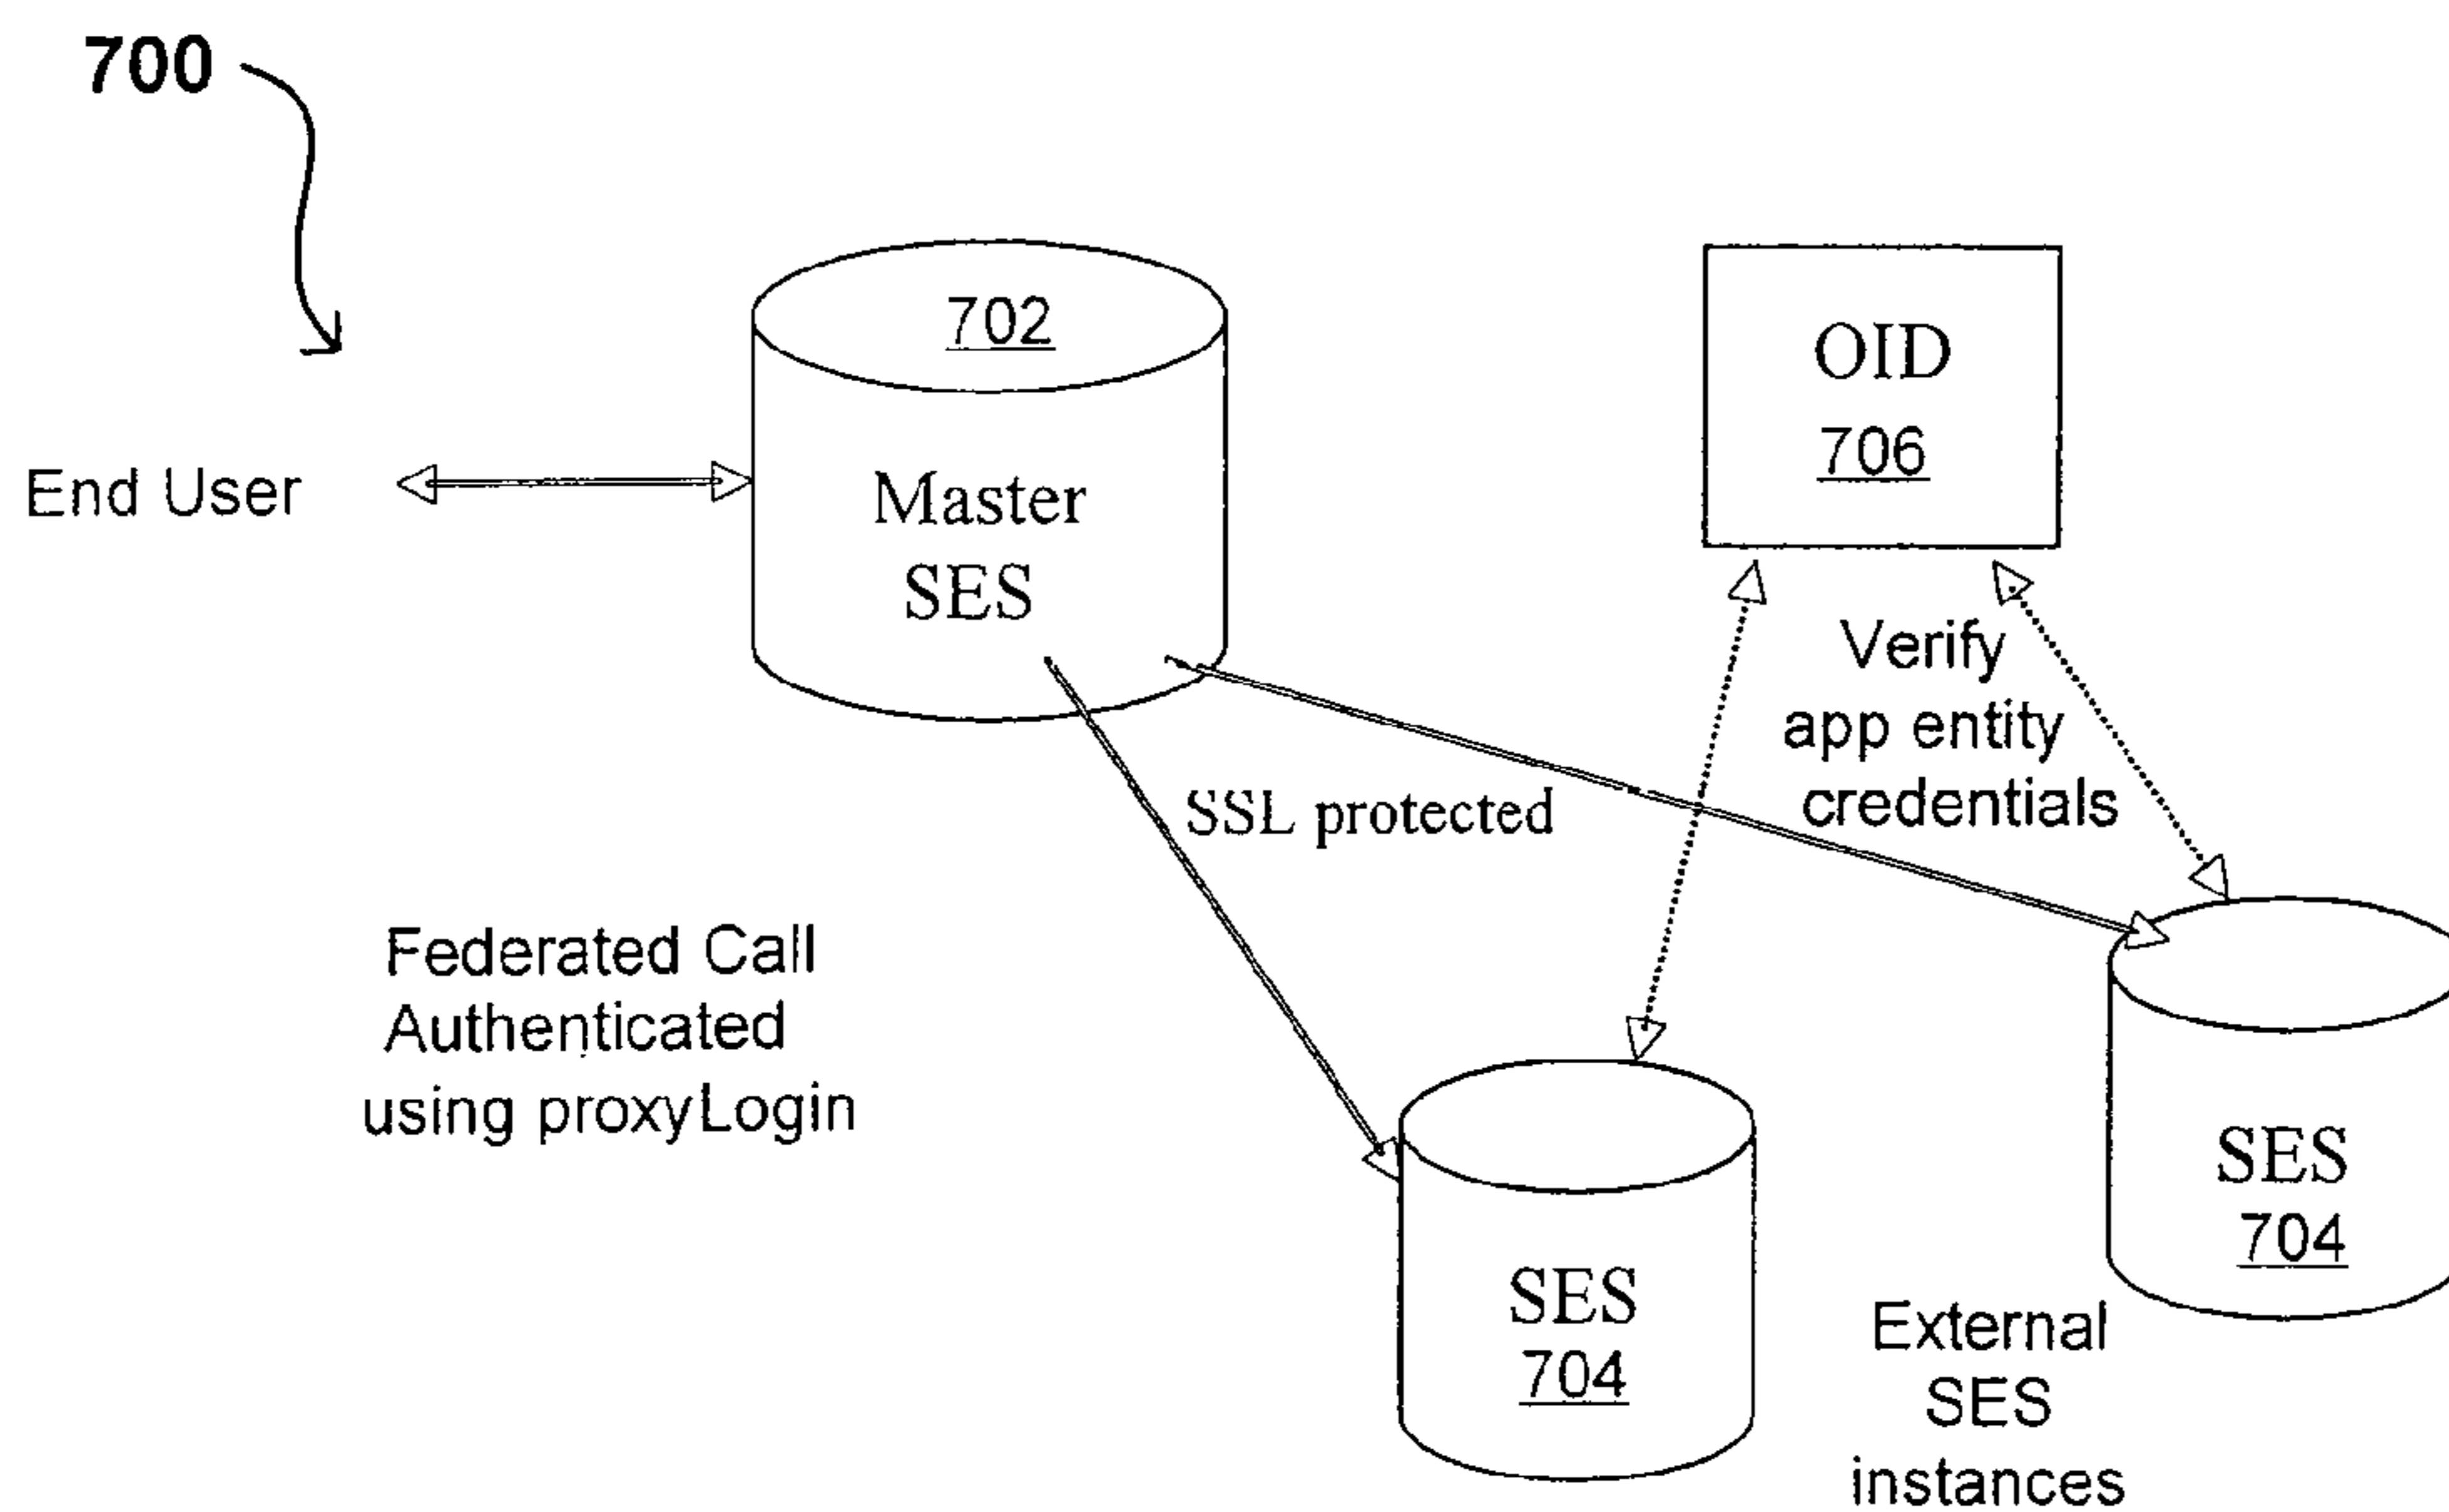 700
702
Master
SES
End User
OID
706
Verify
app entity
credentials
SSL protected
Federated Call
Authenticated
using proxyLogin
SES
704
SES
704
External
SES
instances